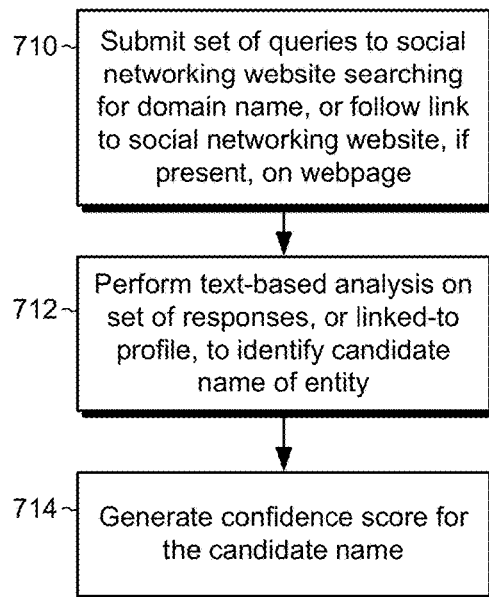 710
Submit set of queries to social
networking website searching
for domain name, or follow link
to social networking website, if
present, on webpage
712
Perform text-based analysis on
set of responses, or linked-to
profile, to identify candidate
name of entity
714
Generate confidence score for
the candidate name